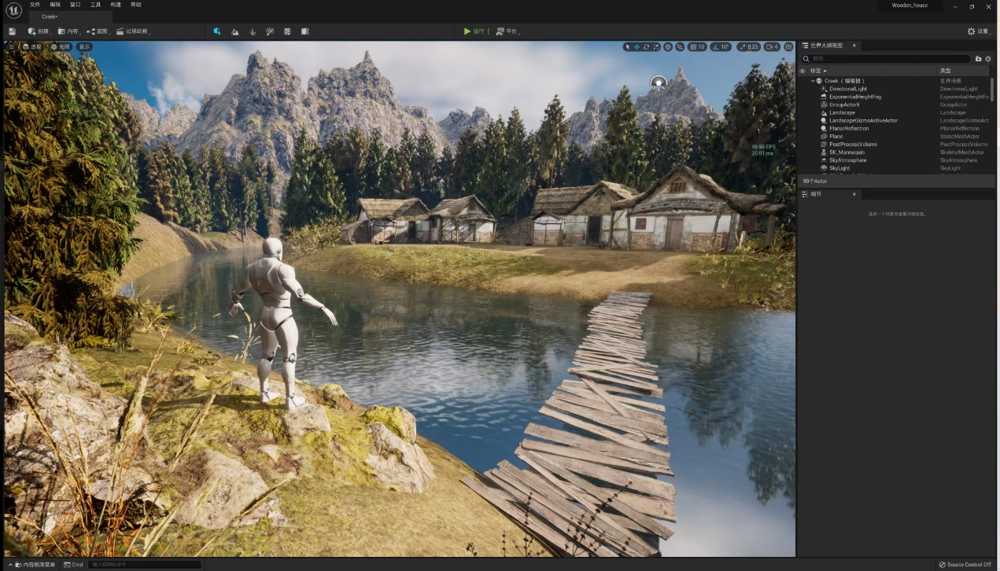 文件 编辑 窗口 工具 构建 帮助
Wooden_house
Creek•
创建 内容 蓝图 过场动画
运行 平台
设置
透视 光照 显示
10 10° 0.25 4
世界大纲视图
搜索...
标签 类型
Creek（编辑器） 世界场景
DirectionalLight DirectionalLight
ExponentialHeightFog ExponentialHeightFo
GroupActor9 GroupActor
Landscape Landscape
LandscapeGizmoActiveActor LandscapeGizmoAct
PlanarReflection PlanarReflection
Plane StaticMeshActor
PostProcessVolume PostProcessVolume
SK_Mannequin SkeletalMeshActor
SkyAtmosphere SkyAtmosphere
SkyLight SkyLight
49.98 FPS
20.01 ms
99个Actor
细节
选择一个对象来查看详细信息。
内容侧滑菜单 Cmd 输入控制台命令
Source Control Off